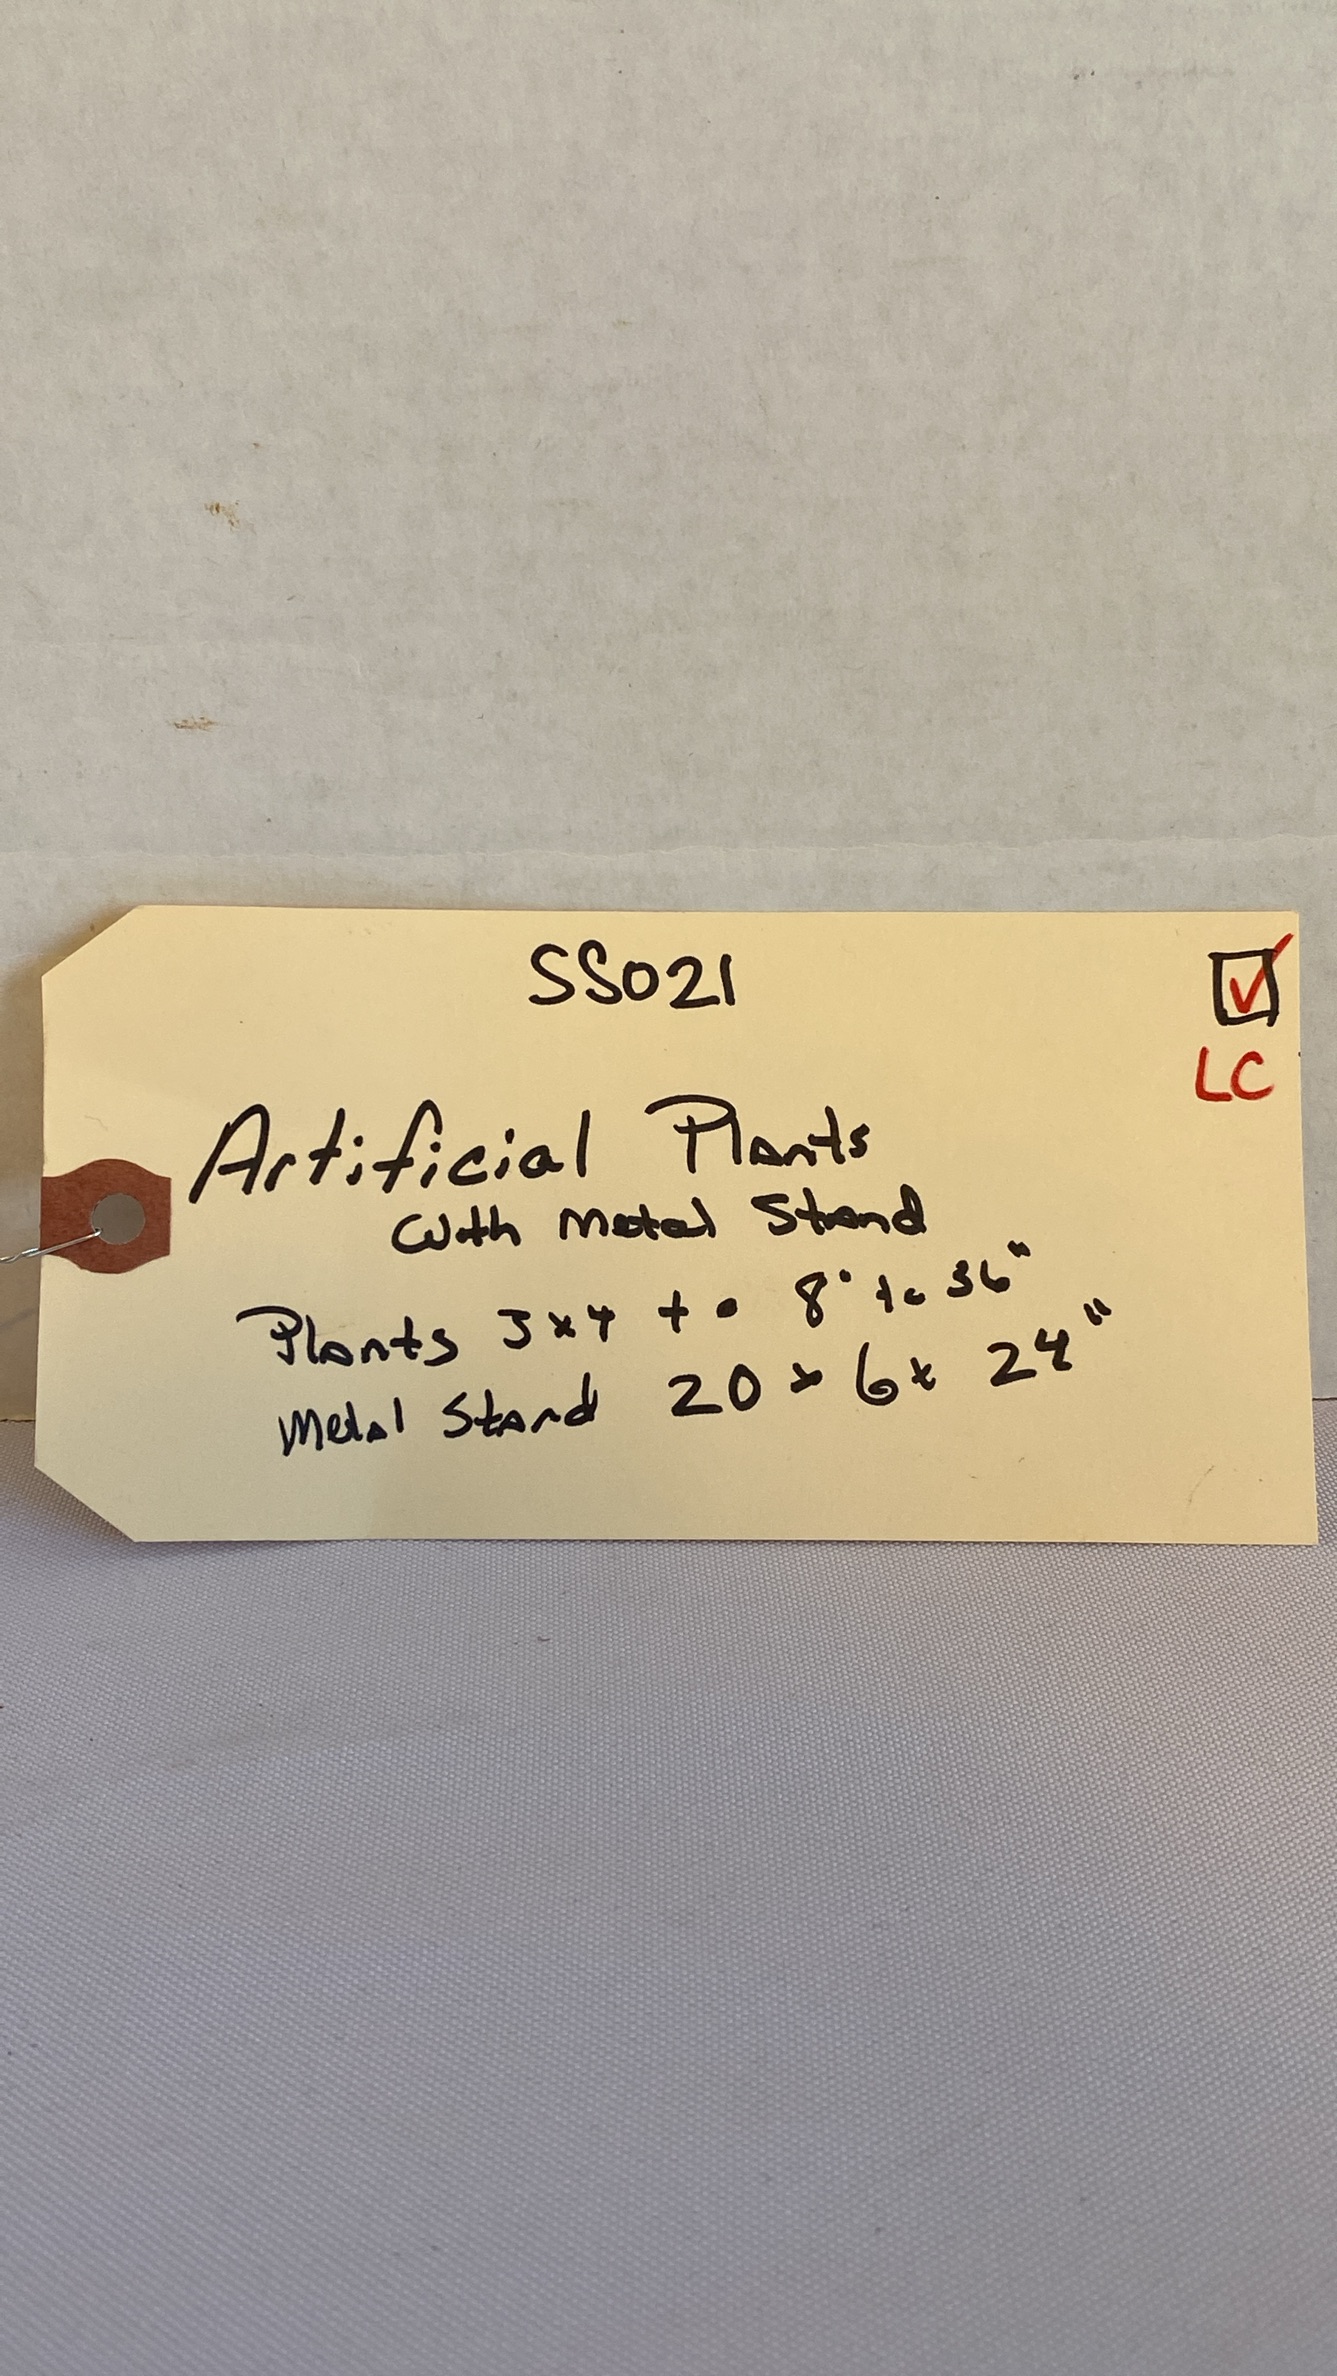 SS021
☑
LC
Artificial Plants
With Metal Stand
Plants 3x4 to 8" to 36"
Metal Stand 20 x 6 x 24"